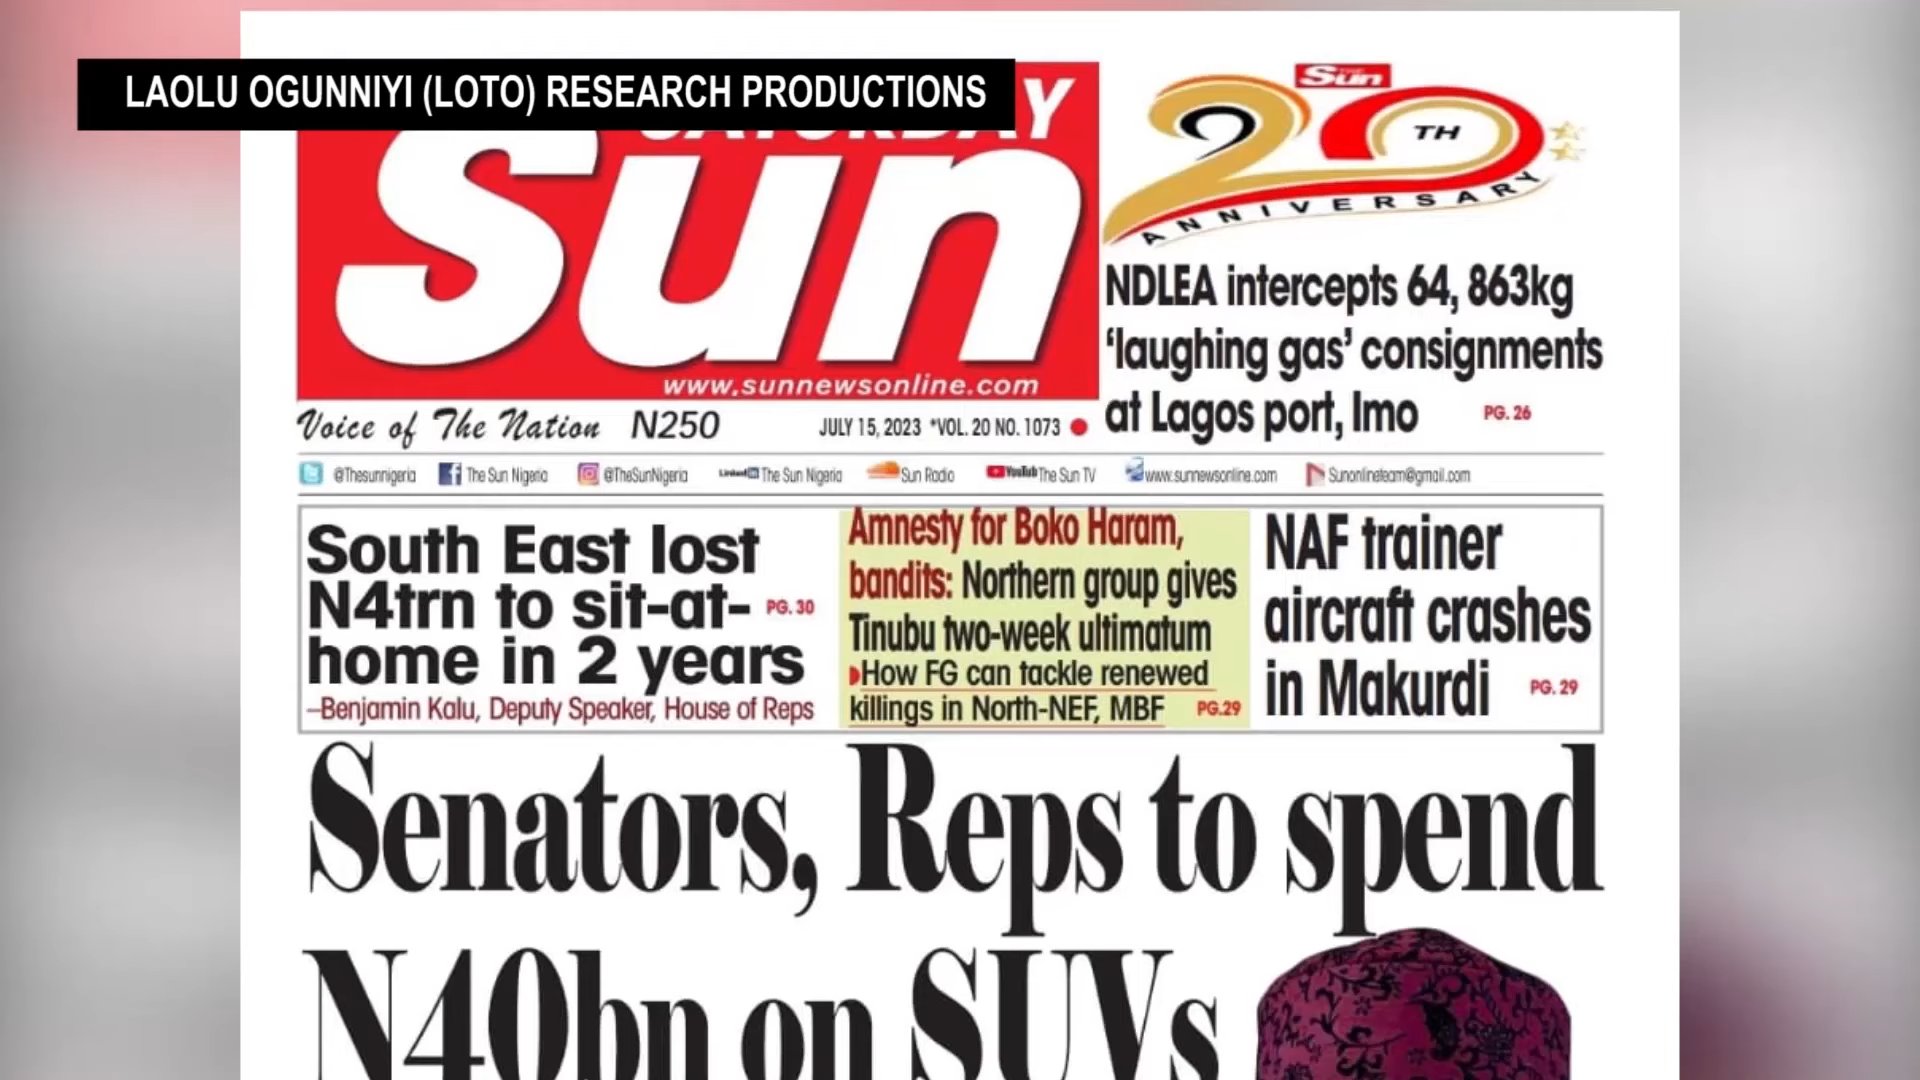 LAOLU OGUNNIYI (LOTO) RESEARCH PRODUCTIONS
SATURDAY
Sun
www.sunnewsonline.com
Voice of The Nation N250 JULY 15, 2023 *VOL. 20 NO. 1073
THE Sun
20TH
ANNIVERSARY
NDLEA intercepts 64, 863kg
‘laughing gas’ consignments
at Lagos port, Imo PG. 26
@Thesunnigeria The Sun Nigeria @TheSunNigeria LinkedIn The Sun Nigeria Sun Radio YouTube The Sun TV www.sunnewsonline.com Sunonlineteam@gmail.com
South East lost
N4trn to sit-at- PG. 30
home in 2 years
–Benjamin Kalu, Deputy Speaker, House of Reps
Amnesty for Boko Haram,
bandits: Northern group gives
Tinubu two-week ultimatum
How FG can tackle renewed
killings in North-NEF, MBF PG.29
NAF trainer
aircraft crashes
in Makurdi PG. 29
Senators, Reps to spend
N40bn on SUVs